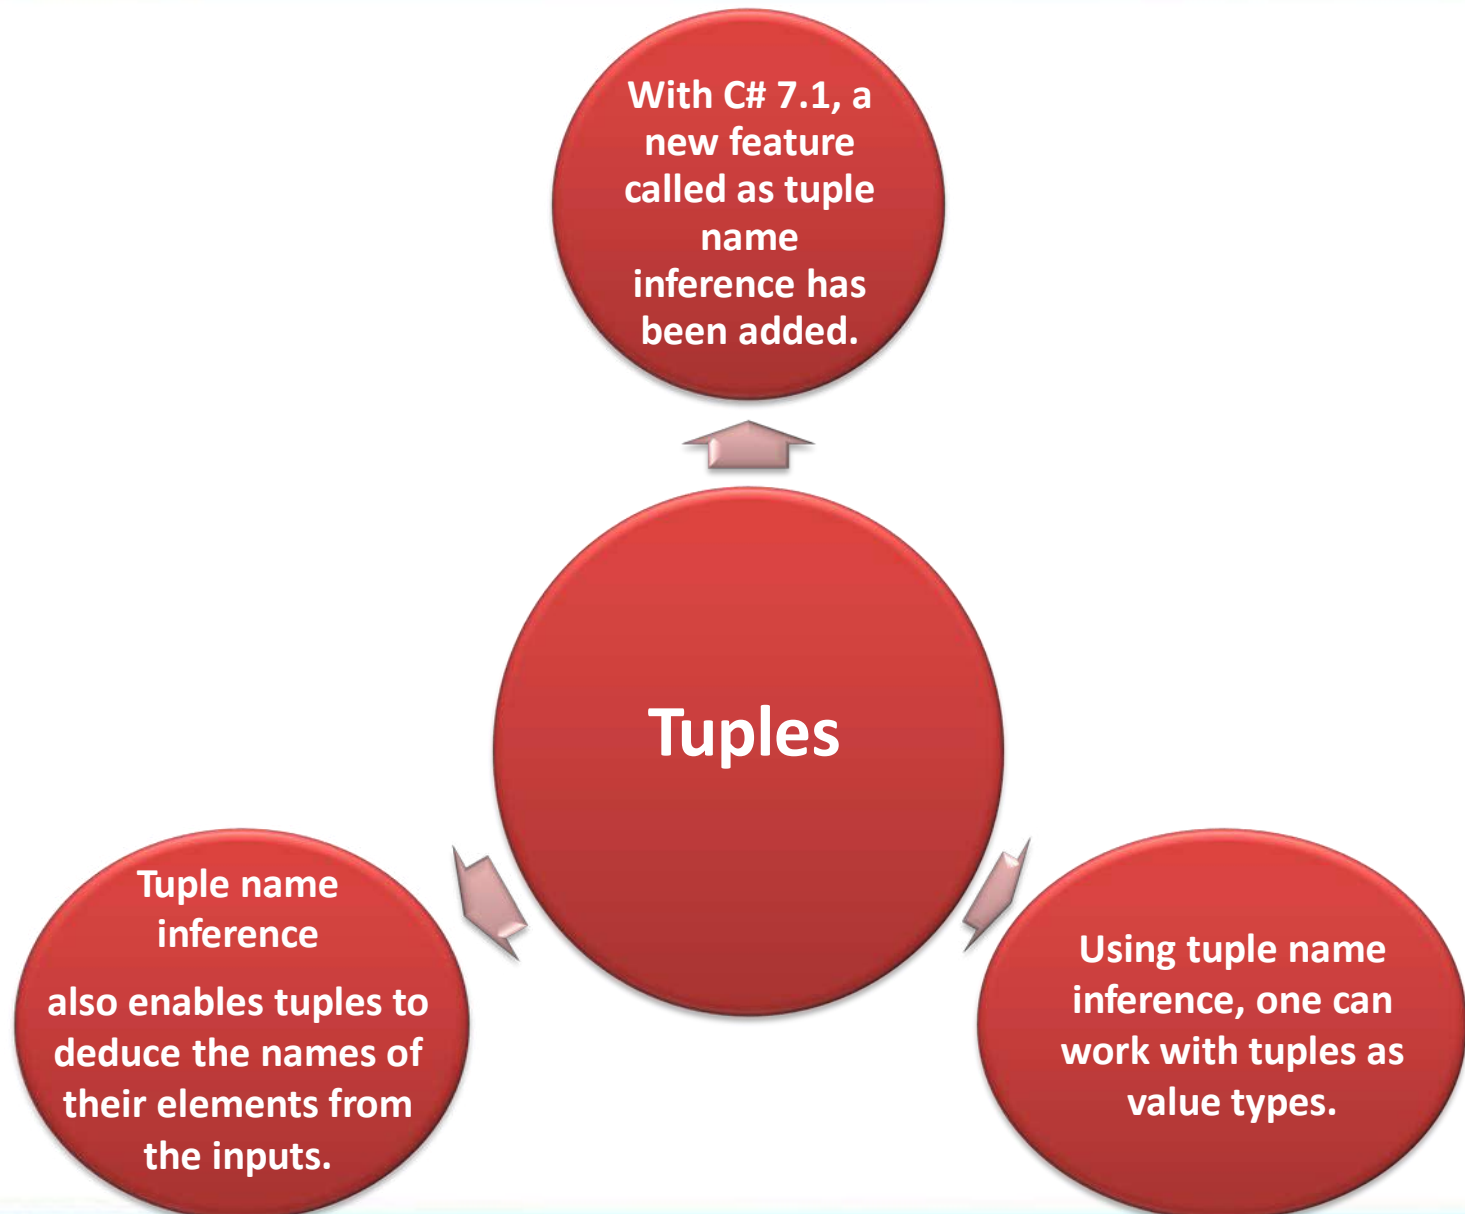 With C# 7.1, a
new feature
called as tuple
name
inference has
been added.
Tuples
Tuple name
inference
also enables tuples to
deduce the names of
their elements from
the inputs.
Using tuple name
inference, one can
work with tuples as
value types.